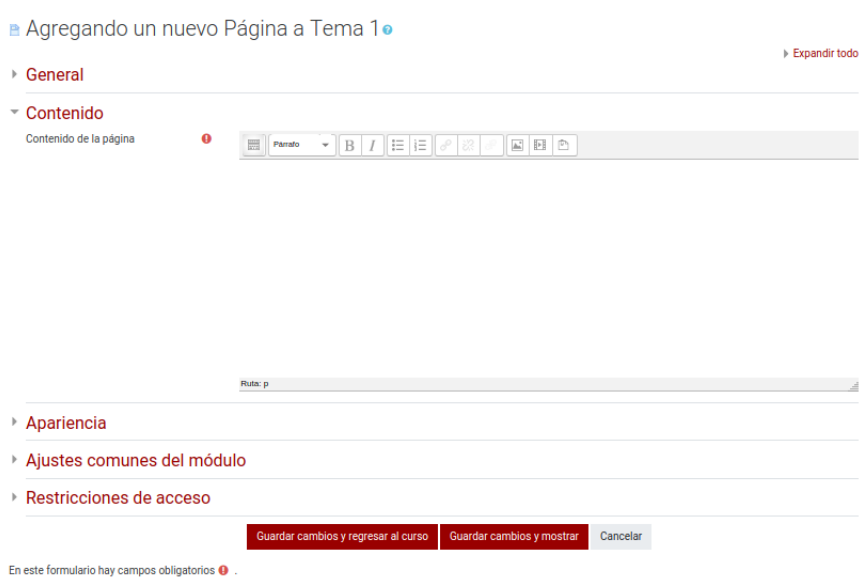 Agregando un nuevo Página a Tema 1
Expandir todo
General
Contenido
Contenido de la página
Párrafo
B I
Ruta: p
Apariencia
Ajustes comunes del módulo
Restricciones de acceso
Guardar cambios y regresar al curso Guardar cambios y mostrar Cancelar
En este formulario hay campos obligatorios .